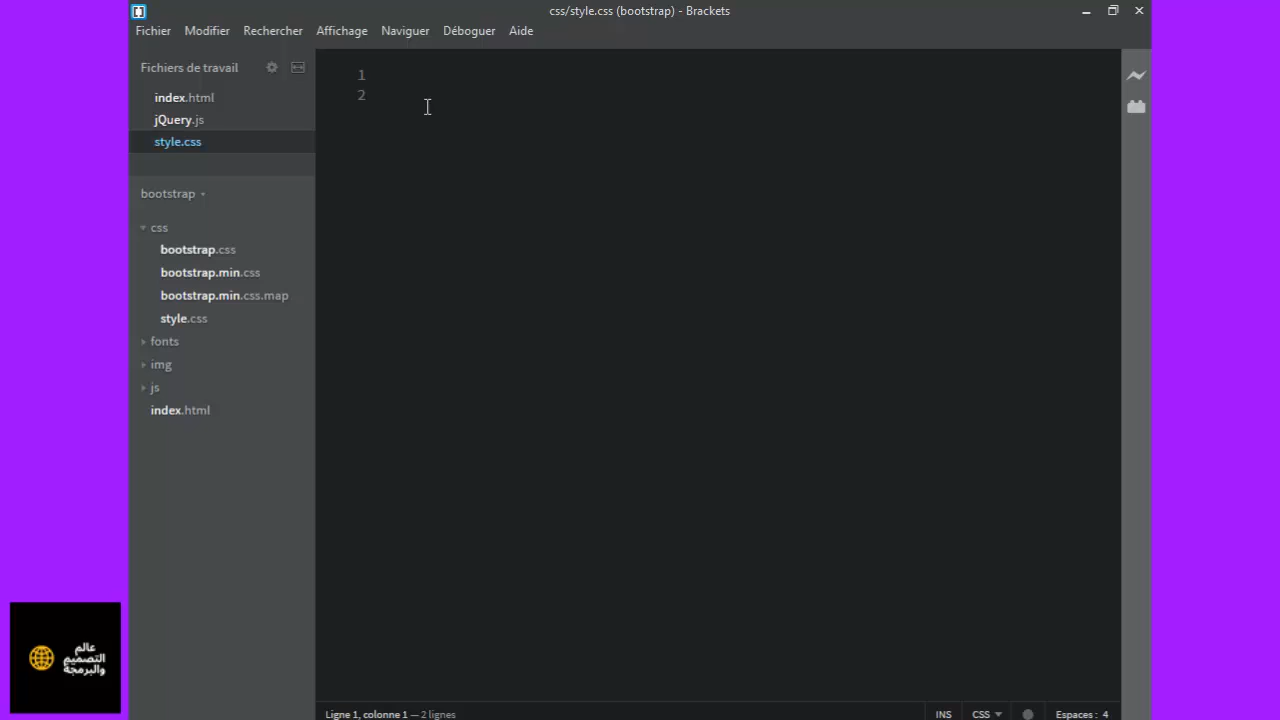 css/style.css (bootstrap) - Brackets
Fichier Modifier Rechercher Affichage Naviguer Déboguer Aide
Fichiers de travail
index.html
jQuery.js
style.css
bootstrap
css
bootstrap.css
bootstrap.min.css
bootstrap.min.css.map
style.css
fonts
img
js
index.html
1
2
عالم
التصميم
والبرمجة
Ligne 1, colonne 1 — 2 lignes INS CSS Espaces : 4